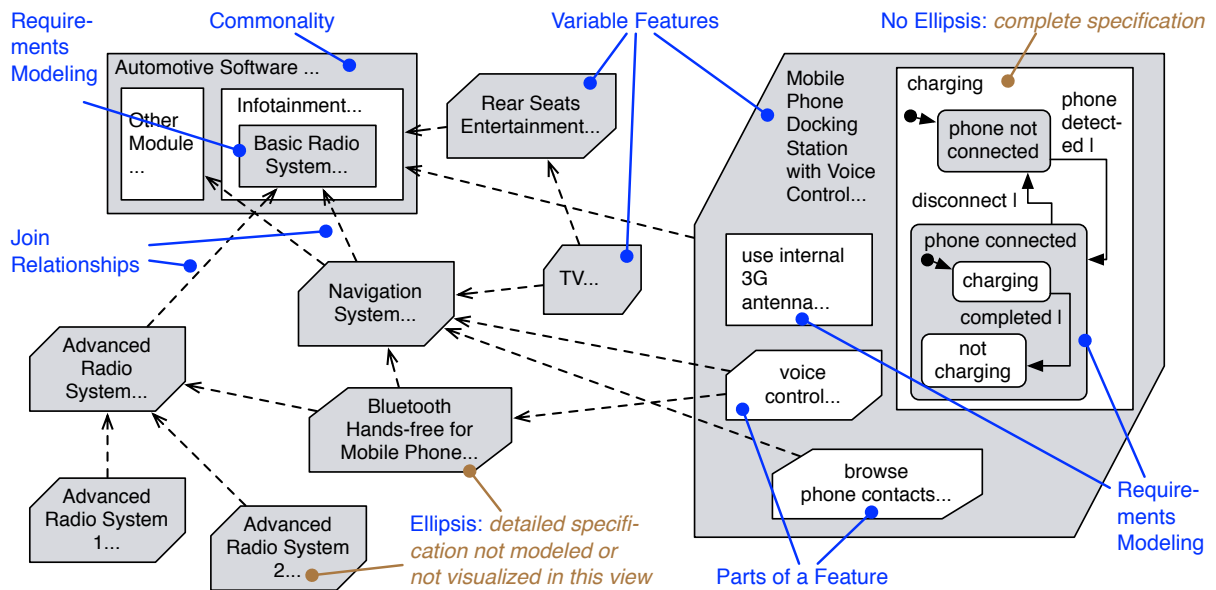 Require-
ments
Modeling
Commonality
Variable Features
No Ellipsis: complete specification
Automotive Software ...
Other
Module
...
Infotainment...
Basic Radio
System...
Rear Seats
Entertainment...
Mobile
Phone
Docking
Station
with Voice
Control...
charging
phone not
connected
phone
detect-
ed |
disconnect |
phone connected
charging
completed |
not
charging
Join
Relationships
Navigation
System...
TV...
use internal
3G
antenna...
Advanced
Radio
System...
Bluetooth
Hands-free for
Mobile Phone...
voice
control...
browse
phone contacts...
Advanced
Radio System
1...
Advanced
Radio System
2...
Ellipsis: detailed specifi-
cation not modeled or
not visualized in this view
Parts of a Feature
Require-
ments
Modeling